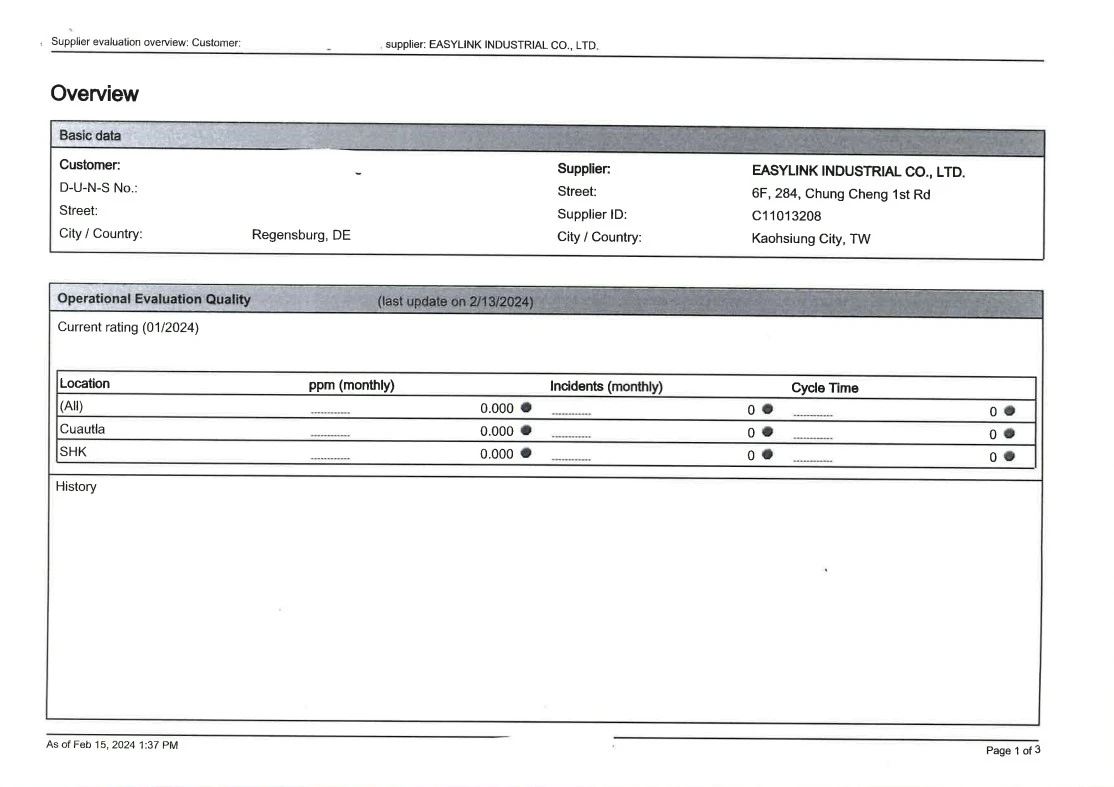 Supplier evaluation overview: Customer: supplier: EASYLINK INDUSTRIAL CO., LTD.
Overview
Basic data
Customer: Supplier: EASYLINK INDUSTRIAL CO., LTD.
D-U-N-S No.: Street: 6F, 284, Chung Cheng 1st Rd
Street: Supplier ID: C11013208
City / Country: Regensburg, DE City / Country: Kaohsiung City, TW
Operational Evaluation Quality (last update on 2/13/2024)
Current rating (01/2024)
Location ppm (monthly) Incidents (monthly) Cycle Time
(All) 0.000 0 0
Cuautla 0.000 0 0
SHK 0.000 0 0
History
As of Feb 15, 2024 1:37 PM Page 1 of 3